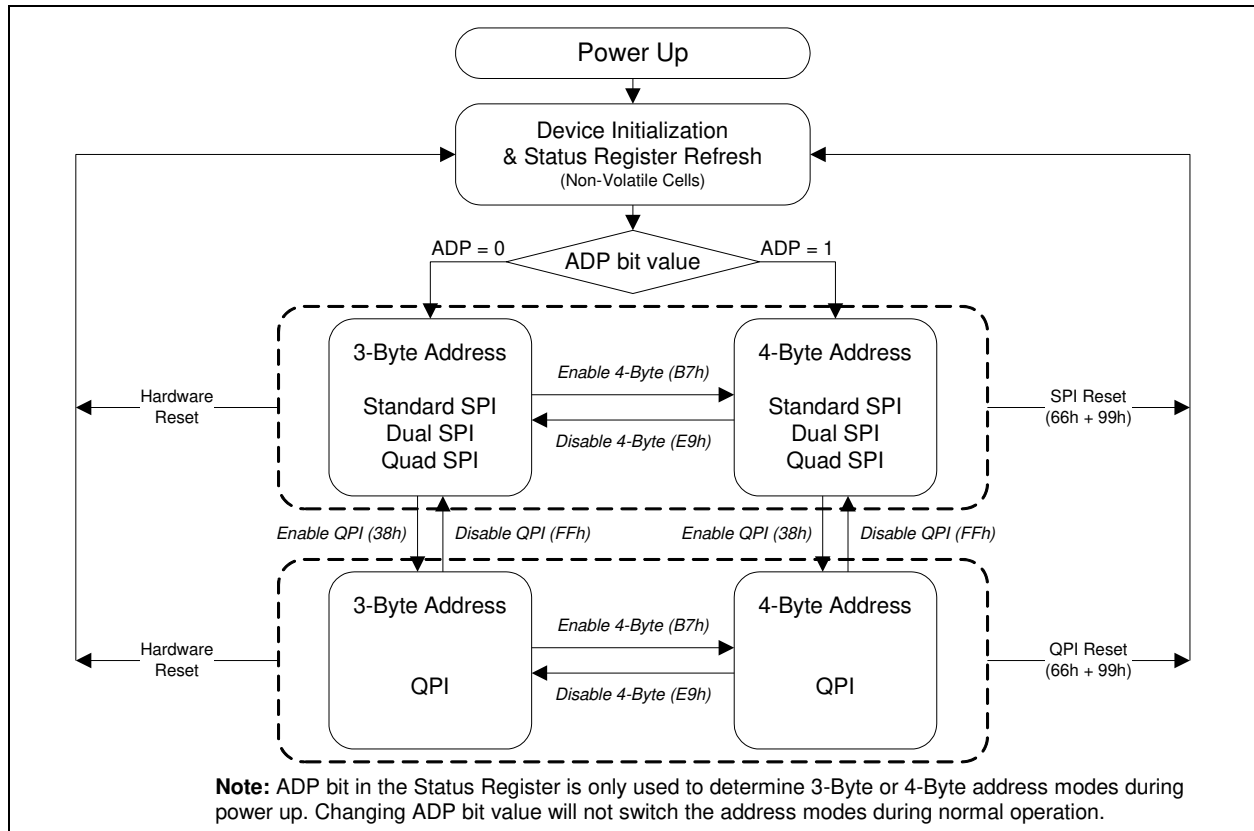 Power Up
Device Initialization
& Status Register Refresh
(Non-Volatile Cells)
ADP = 0
ADP bit value
ADP = 1
3-Byte Address
Standard SPI
Dual SPI
Quad SPI
Enable 4-Byte (B7h)
Disable 4-Byte (E9h)
4-Byte Address
Standard SPI
Dual SPI
Quad SPI
Hardware
Reset
SPI Reset
(66h + 99h)
Enable QPI (38h)
Disable QPI (FFh)
Enable QPI (38h)
Disable QPI (FFh)
3-Byte Address
QPI
Enable 4-Byte (B7h)
Disable 4-Byte (E9h)
4-Byte Address
QPI
Hardware
Reset
QPI Reset
(66h + 99h)
Note: ADP bit in the Status Register is only used to determine 3-Byte or 4-Byte address modes during
power up. Changing ADP bit value will not switch the address modes during normal operation.